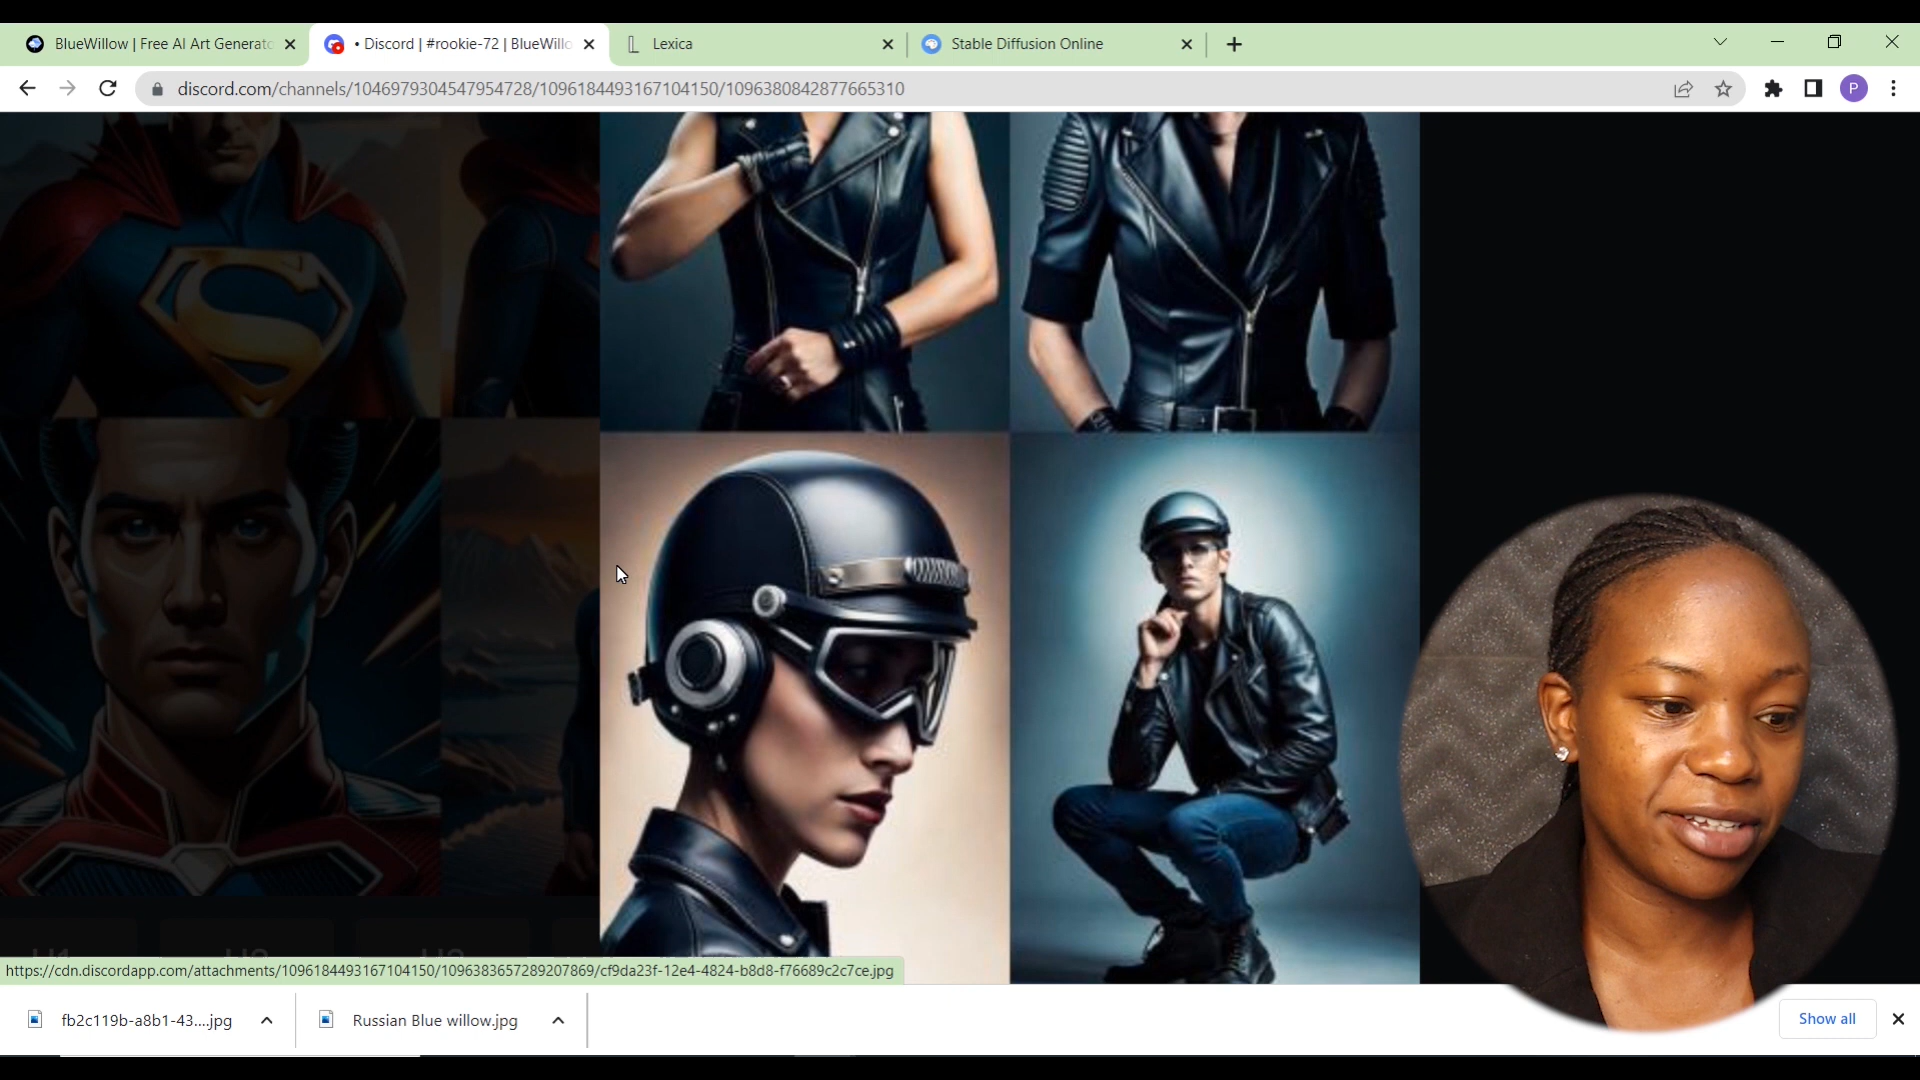 BlueWillow | Free AI Art Generato
• Discord | #rookie-72 | BlueWillo
Lexica
Stable Diffusion Online
discord.com/channels/1046979304547954728/1096184493167104150/1096380842877665310
P
https://cdn.discordapp.com/attachments/1096184493167104150/1096383657289207869/cf9da23f-12e4-4824-b8d8-f76689c2c7ce.jpg
fb2c119b-a8b1-43....jpg
Russian Blue willow.jpg
Show all